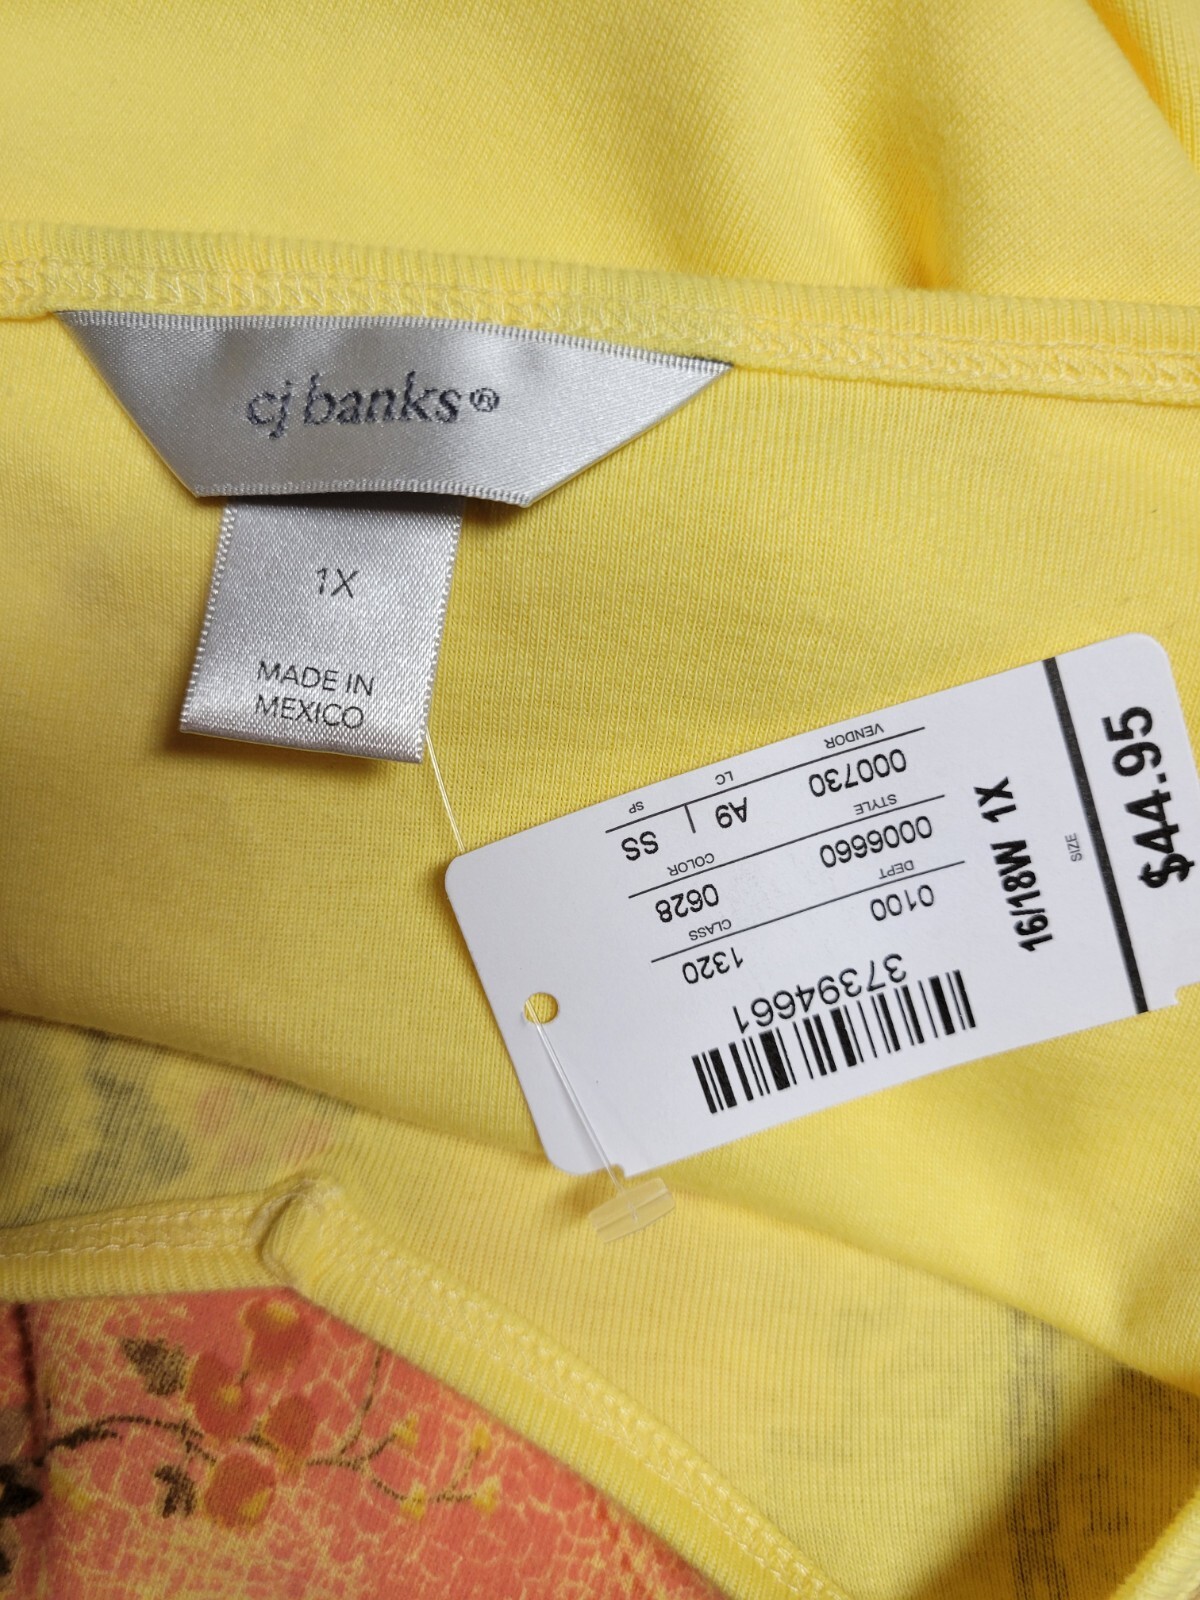 cj banks®
1X
MADE IN
MEXICO
37394661
0100 1320
DEPT CLASS
0006660 0628
STYLE COLOR
000730 A9 SS
VENDOR LC SP
16/18W 1X
SIZE
$44.95